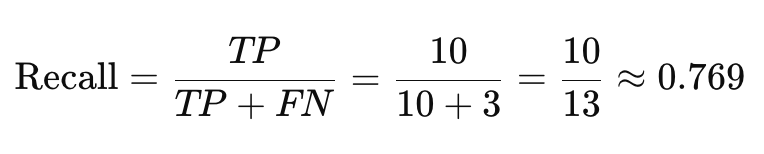 Recall = TP / (TP + FN) = 10 / (10 + 3) = 10 / 13 ≈ 0.769